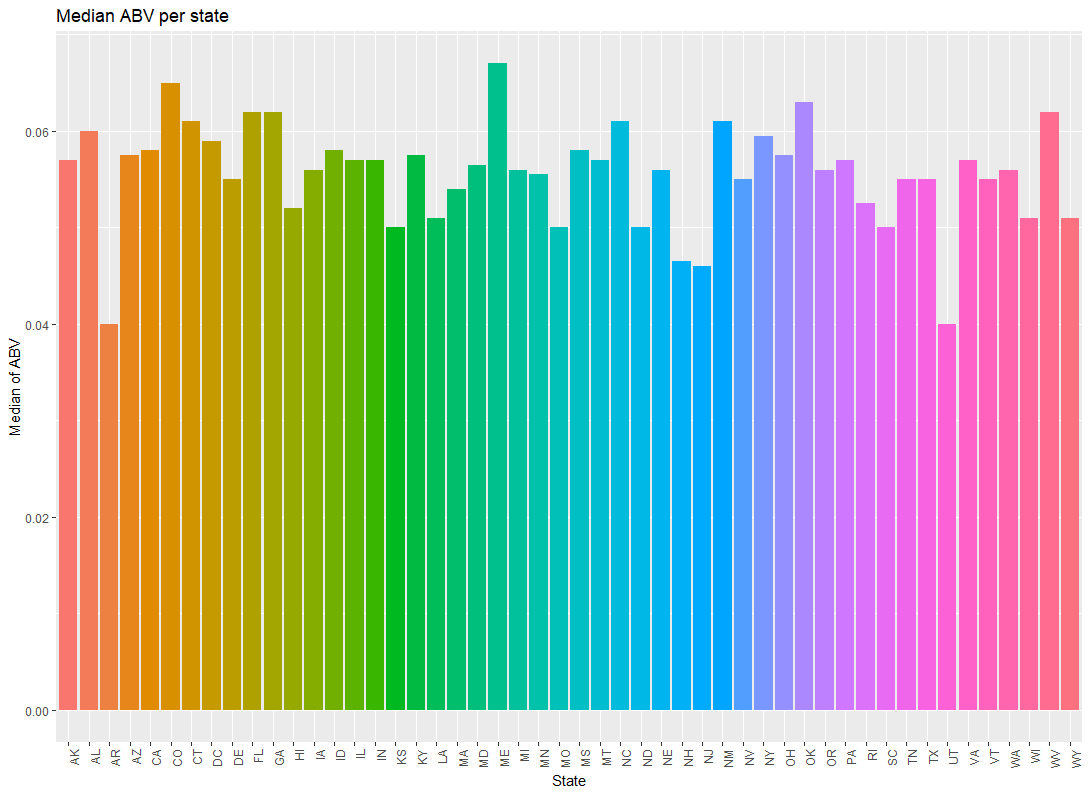 Median ABV per state
Median of ABV
0.06
0.04
0.02
0.00
AK AL AR AZ CA CO CT DC DE FL GA HI IA ID IL IN KS KY LA MA MD ME MI MN MO MS MT NC ND NE NH NJ NM NV NY OH OK OR PA RI SC TN TX UT VA VT WA WI WV WY
State